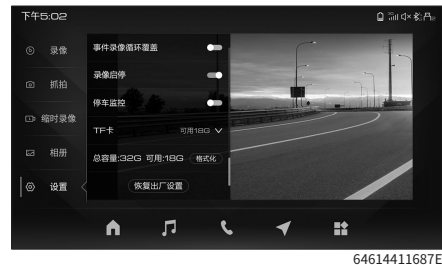 下午5:02
录像
抓拍
缩时录像
相册
设置
事件录像循环覆盖
录像启停
停车监控
TF卡 可用18G
总容量:32G 可用:18G 格式化
恢复出厂设置
64614411687E